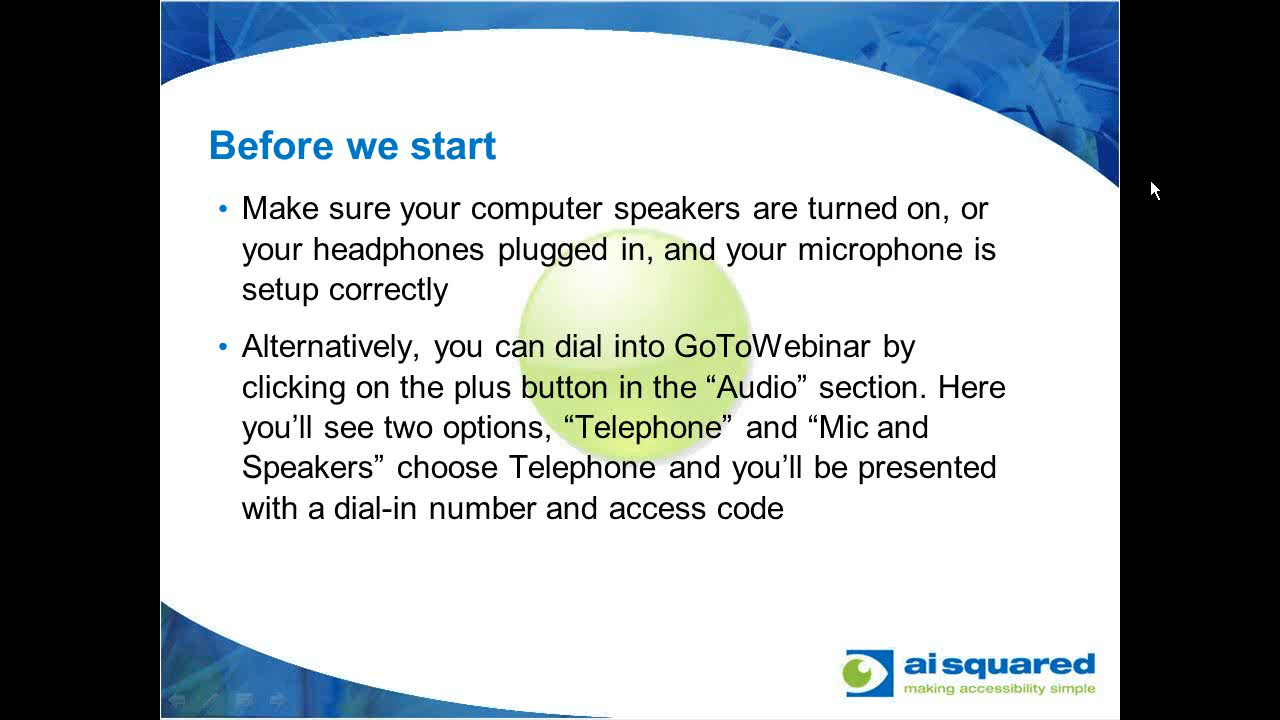 Before we start
• Make sure your computer speakers are turned on, or
your headphones plugged in, and your microphone is
setup correctly
• Alternatively, you can dial into GoToWebinar by
clicking on the plus button in the “Audio” section. Here
you’ll see two options, “Telephone” and “Mic and
Speakers” choose Telephone and you’ll be presented
with a dial-in number and access code
ai squared
making accessibility simple